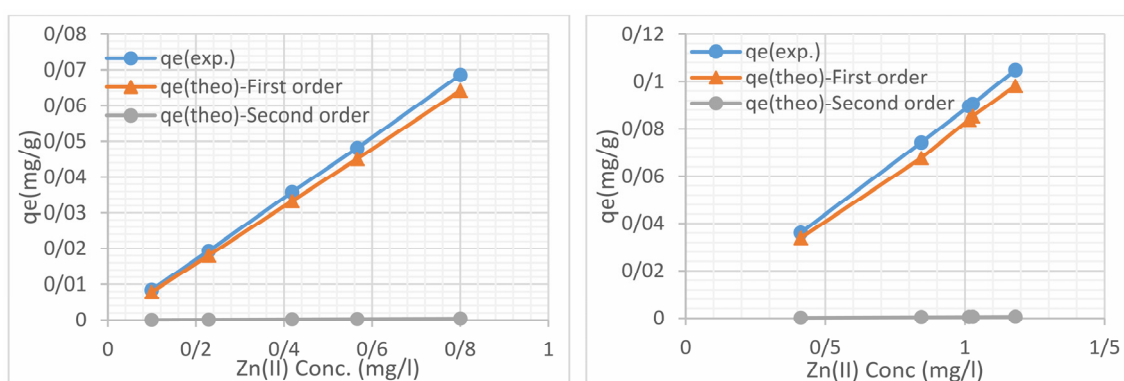 0/08
0/07
0/06
0/05
0/04
0/03
0/02
0/01
0
qe(mg/g)
qe(exp.)
qe(theo)-First order
qe(theo)-Second order
0 0/2 0/4 0/6 0/8 1
Zn(II) Conc. (mg/l)
0/12
0/1
0/08
0/06
0/04
0/02
0
qe(mg/g)
qe(exp.)
qe(theo)-First order
qe(theo)-Second order
0 0/5 1 1/5
Zn(II) Conc (mg/l)